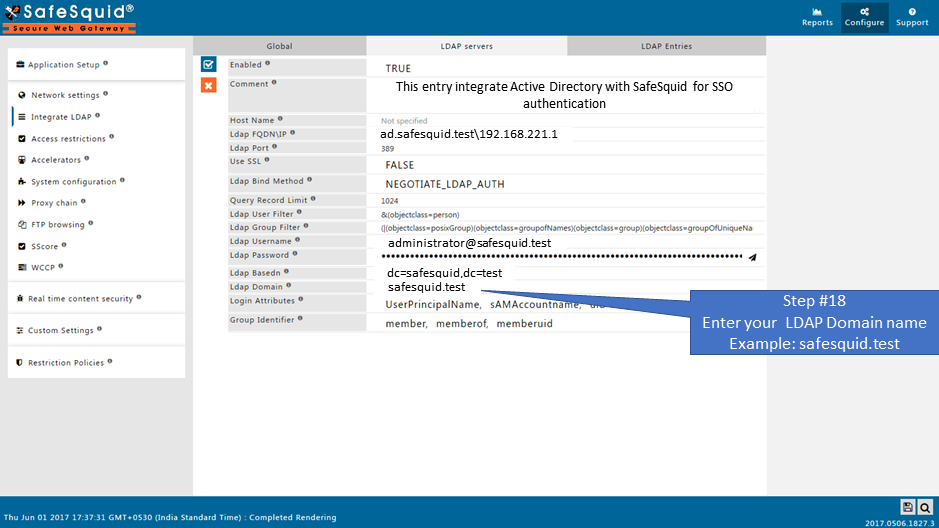 SafeSquid®
Secure Web Gateway
Reports
Configure
Support
Application Setup
Network settings
Integrate LDAP
Access restrictions
Accelerators
System configuration
Proxy chain
FTP browsing
SScore
WCCP
Real time content security
Custom Settings
Restriction Policies
Global
LDAP servers
LDAP Entries
Enabled
TRUE
Comment
This entry integrate Active Directory with SafeSquid for SSO
authentication
Host Name
Not specified
Ldap FQDN\IP
ad.safesquid.test\192.168.221.1
Ldap Port
389
Use SSL
FALSE
Ldap Bind Method
NEGOTIATE_LDAP_AUTH
Query Record Limit
1024
Ldap User Filter
&(objectclass=person)
Ldap Group Filter
(|(objectclass=posixGroup)(objectclass=groupofNames)(objectclass=group)(objectclass=groupOfUniqueNa
Ldap Username
administrator@safesquid.test
Ldap Password
Ldap Basedn
dc=safesquid,dc=test
Ldap Domain
safesquid.test
Login Attributes
UserPrincipalName, sAMAccountname,
Group Identifier
member, memberof, memberuid
Step #18
Enter your LDAP Domain name
Example: safesquid.test
Thu Jun 01 2017 17:37:31 GMT+0530 (India Standard Time) : Completed Rendering
2017.0506.1827.3